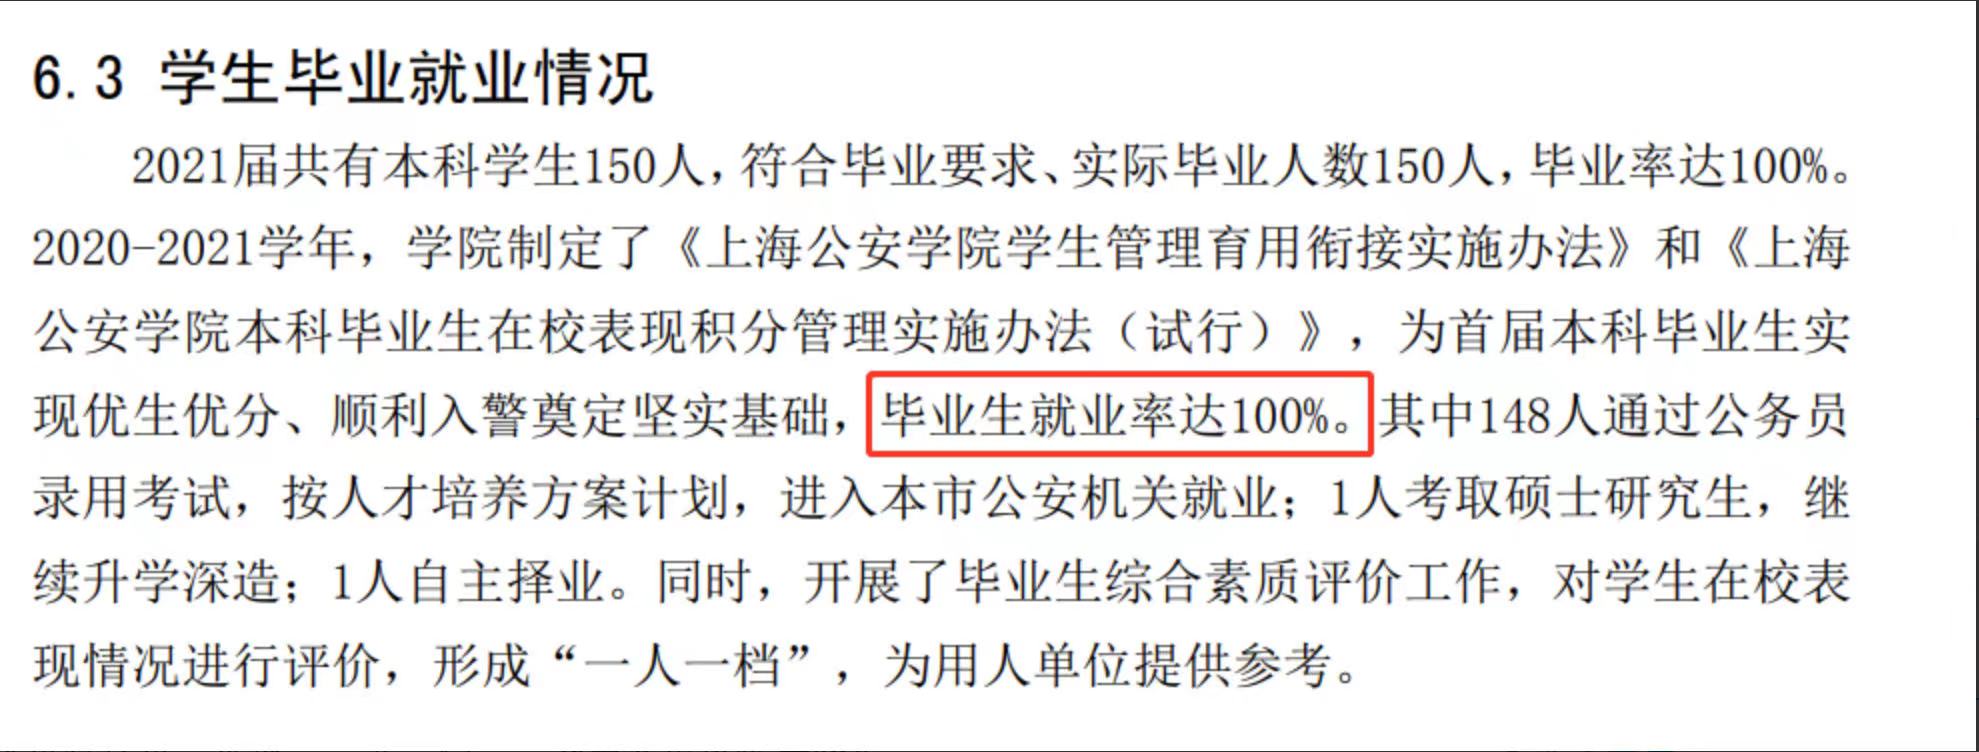 6.3 学生毕业就业情况
2021届共有本科学生150人，符合毕业要求、实际毕业人数150人，毕业率达100%。
2020-2021学年，学院制定了《上海公安学院学生管理育用衔接实施办法》和《上海
公安学院本科毕业生在校表现积分管理实施办法（试行）》，为首届本科毕业生实
现优生优分、顺利入警奠定坚实基础，毕业生就业率达100%。其中148人通过公务员
录用考试，按人才培养方案计划，进入本市公安机关就业；1人考取硕士研究生，继
续升学深造；1人自主择业。同时，开展了毕业生综合素质评价工作，对学生在校表
现情况进行评价，形成“一人一档”，为用人单位提供参考。